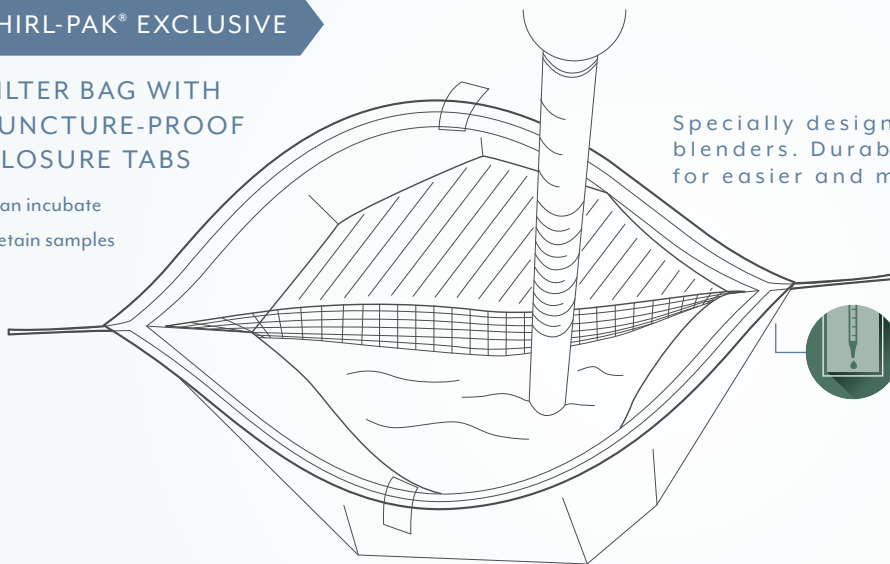 HIRL-PAK® EXCLUSIVE
ILTER BAG WITH
UNCTURE-PROOF
LOSURE TABS
an incubate
etain samples
Specially design
blenders. Durab
for easier and m